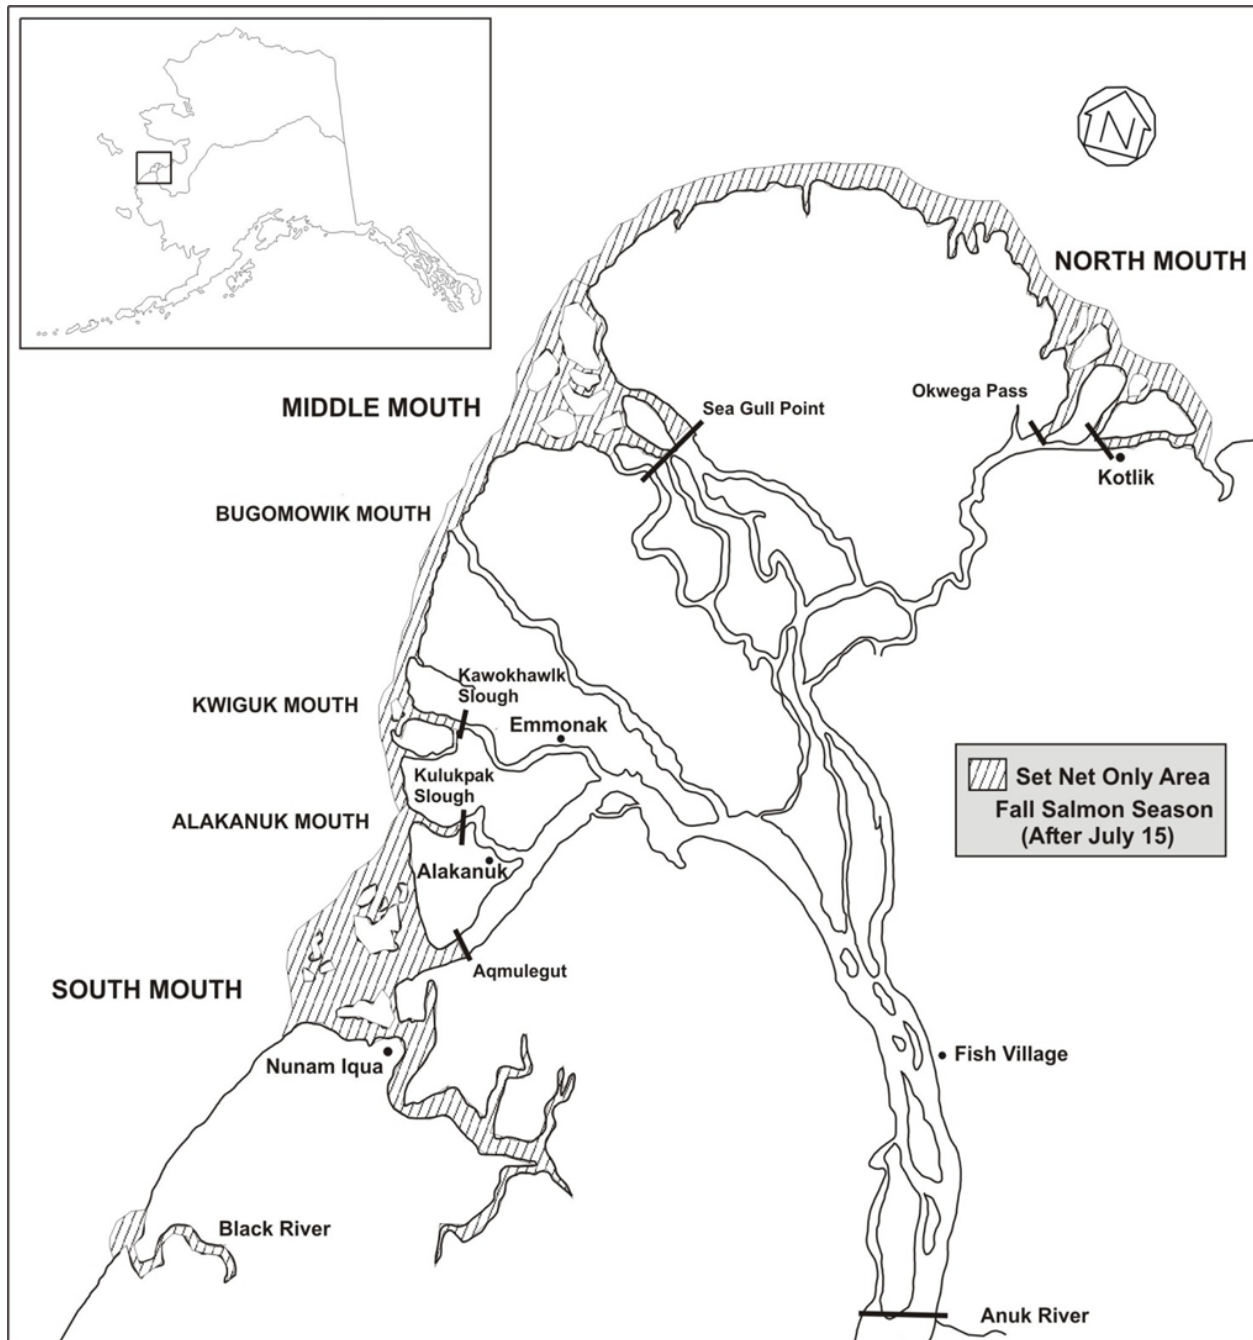 N
NORTH MOUTH
MIDDLE MOUTH
Sea Gull Point
Okwega Pass
Kotlik
BUGOMOWIK MOUTH
KWIGUK MOUTH
Kawokhawlk
Slough
Emmonak
Kulukpak
Slough
ALAKANUK MOUTH
Alakanuk
Set Net Only Area
Fall Salmon Season
(After July 15)
Aqmulegut
SOUTH MOUTH
Nunam Iqua
Fish Village
Black River
Anuk River